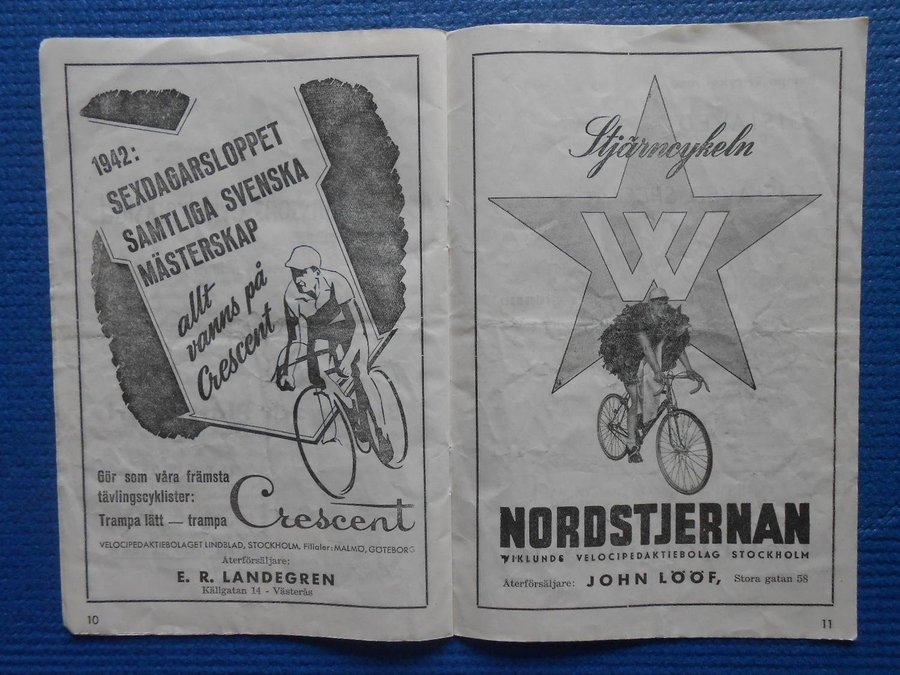 1942:
SEXDAGARSLOPPET
SAMTLIGA SVENSKA
MÄSTERSKAP
allt
vanns på
Crescent
Gör som våra främsta
tävlingscyklister:
Trampa lätt — trampa
Crescent
VELOCIPEDAKTIEBOLAGET LINDBLAD, STOCKHOLM. Filialer: MALMÖ, GÖTEBORG
Återförsäljare:
E. R. LANDEGREN
Källgatan 14 - Västerås
10
Stjärncykeln
W
NORDSTJERNAN
WIKLUNDS VELOCIPEDAKTIEBOLAG STOCKHOLM
Återförsäljare: JOHN LÖÖF, Stora gatan 58
11